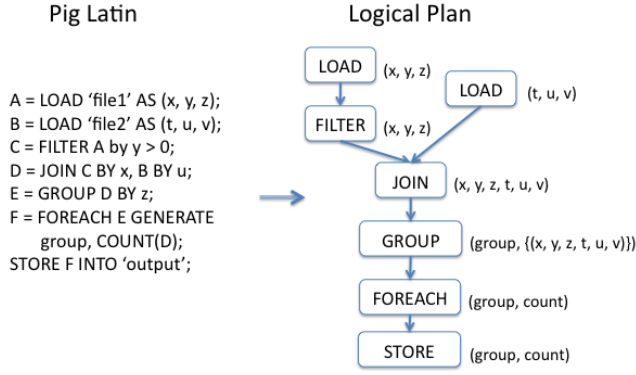 Pig Latin
A = LOAD ‘file1’ AS (x, y, z);
B = LOAD ‘file2’ AS (t, u, v);
C = FILTER A by y > 0;
D = JOIN C BY x, B BY u;
E = GROUP D BY z;
F = FOREACH E GENERATE
group, COUNT(D);
STORE F INTO ‘output’;
Logical Plan
LOAD (x, y, z)
LOAD (t, u, v)
FILTER (x, y, z)
JOIN (x, y, z, t, u, v)
GROUP (group, {(x, y, z, t, u, v)})
FOREACH (group, count)
STORE (group, count)